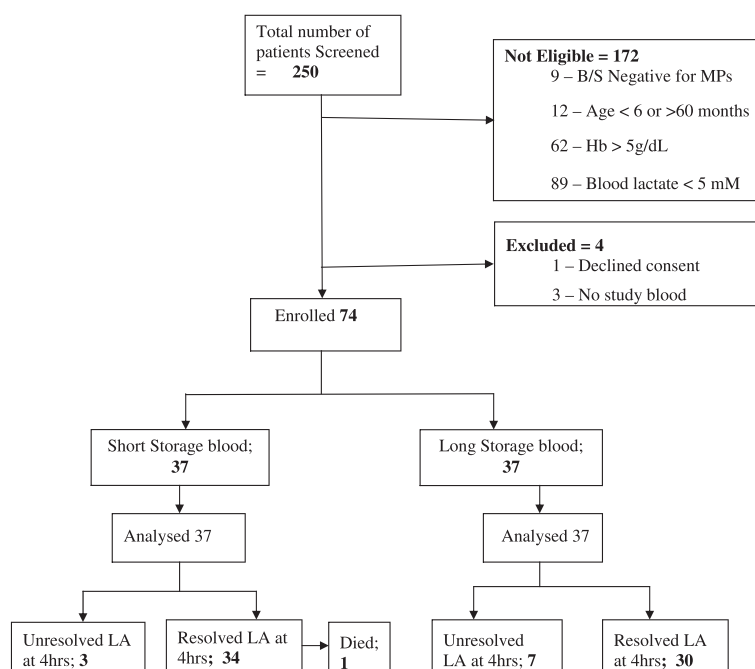 Total number of
patients Screened
= 250
Not Eligible = 172
9 – B/S Negative for MPs
12 – Age < 6 or >60 months
62 – Hb > 5g/dL
89 – Blood lactate < 5 mM
Excluded = 4
1 – Declined consent
3 – No study blood
Enrolled 74
Short Storage blood;
37
Long Storage blood;
37
Analysed 37
Analysed 37
Unresolved LA
at 4hrs; 3
Resolved LA at
4hrs; 34
Died;
1
Unresolved
LA at 4hrs; 7
Resolved LA
at 4hrs; 30